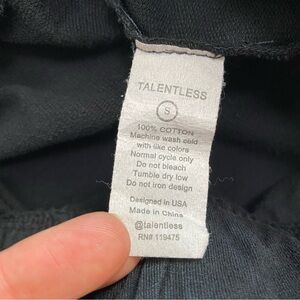 TALENTLESS
S
100% COTTON
Machine wash cold
with like colors
Normal cycle only
Do not bleach
Tumble dry low
Do not iron design
Designed in USA
Made in China
@talentless
RN# 119475